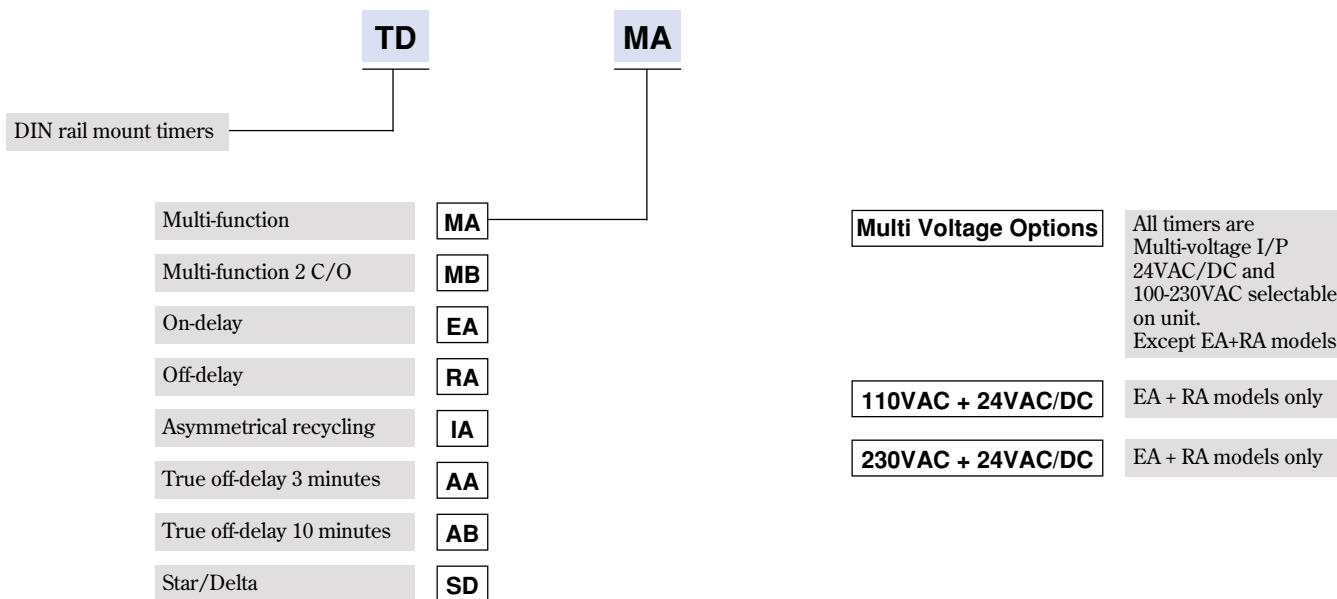 TD MA
DIN rail mount timers
Multi-function MA
Multi-function 2 C/O MB
On-delay EA
Off-delay RA
Asymmetrical recycling IA
True off-delay 3 minutes AA
True off-delay 10 minutes AB
Star/Delta SD
Multi Voltage Options
All timers are
Multi-voltage I/P
24VAC/DC and
100-230VAC selectable
on unit.
Except EA+RA models
110VAC + 24VAC/DC EA + RA models only
230VAC + 24VAC/DC EA + RA models only